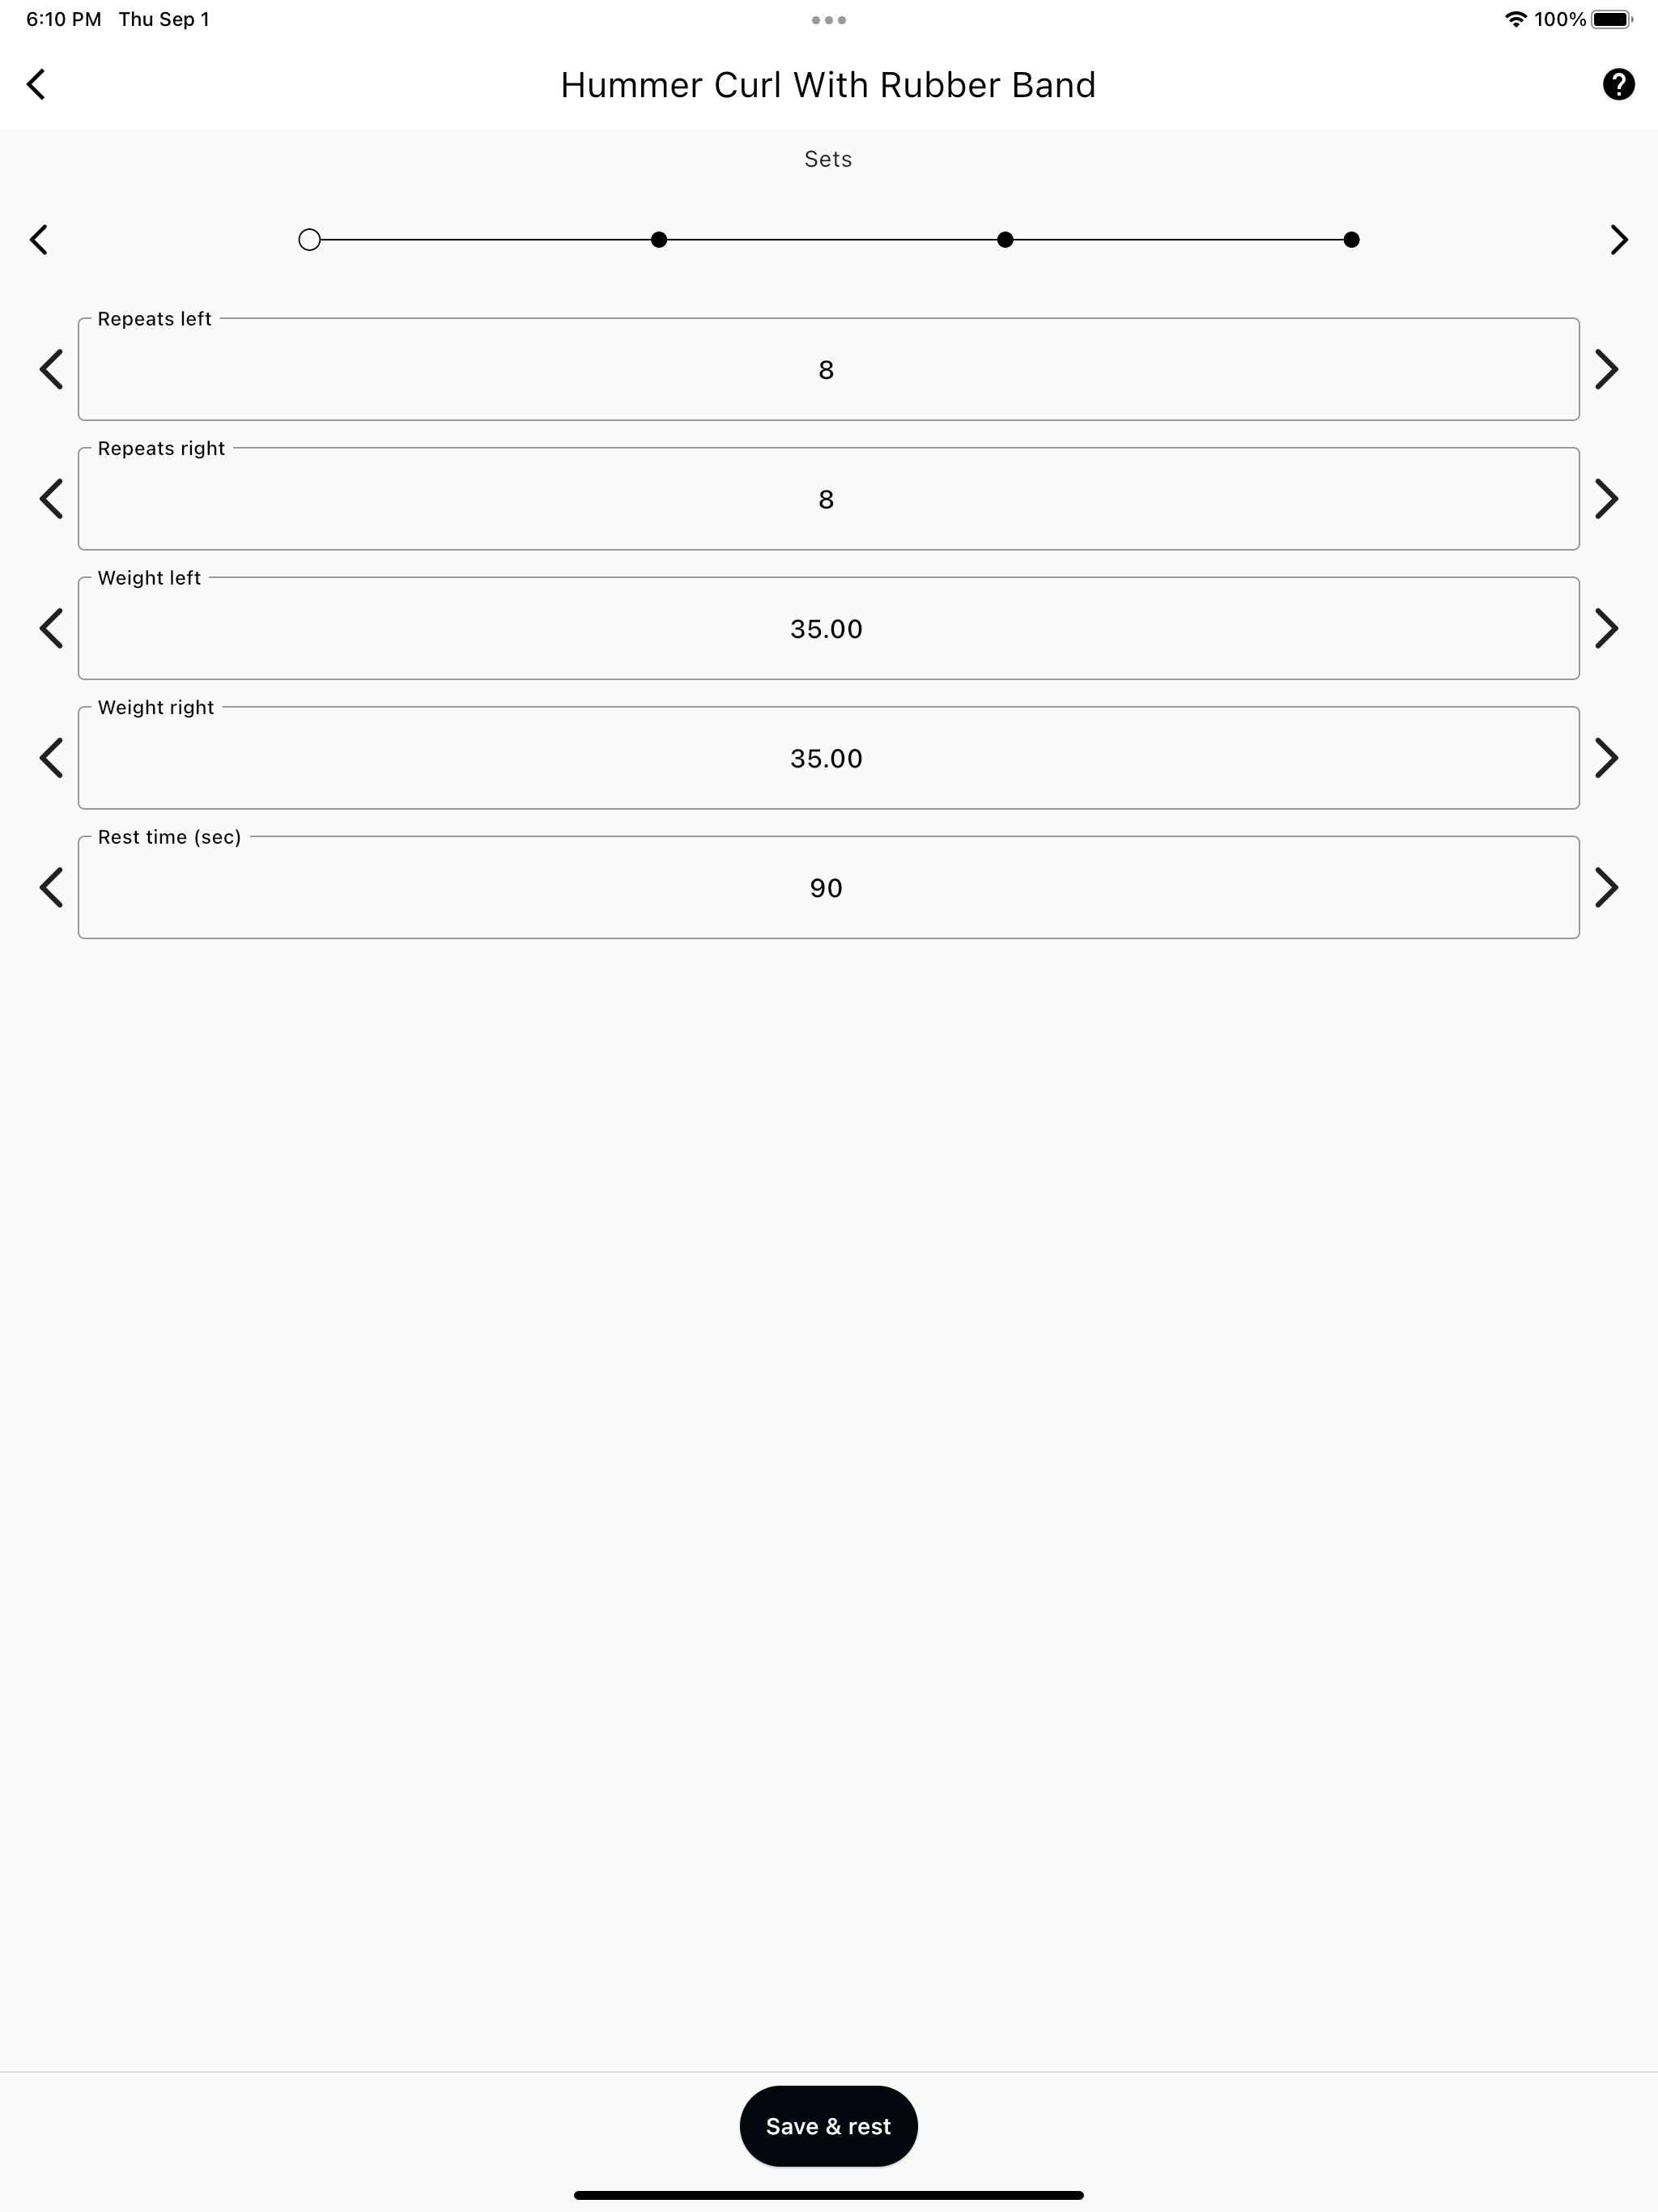 6:10 PM Thu Sep 1
100%
Hummer Curl With Rubber Band
Sets
Repeats left
8
Repeats right
8
Weight left
35.00
Weight right
35.00
Rest time (sec)
90
Save & rest